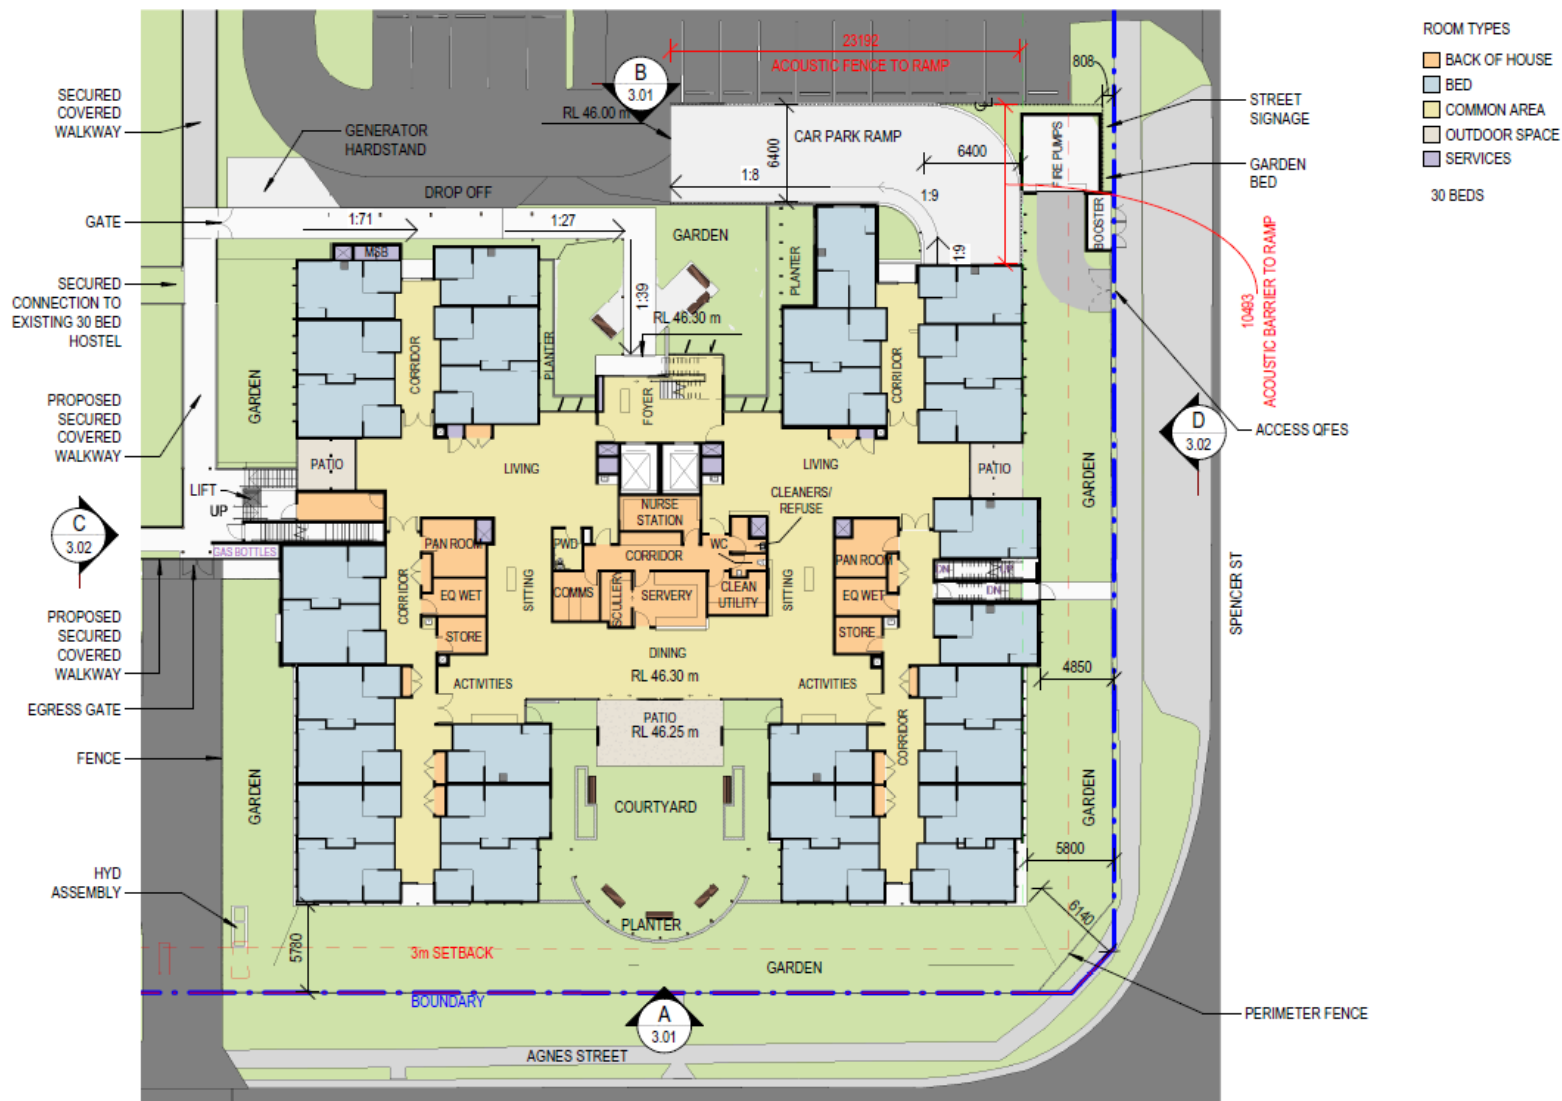 ROOM TYPES
BACK OF HOUSE
BED
COMMON AREA
OUTDOOR SPACE
SERVICES
30 BEDS
23192
ACOUSTIC FENCE TO RAMP
808
B
3.01
SECURED
COVERED
WALKWAY
RL 46.00 m
STREET
SIGNAGE
GENERATOR
HARDSTAND
CAR PARK RAMP
6400
6400
FIRE PUMPS
GARDEN
BED
DROP OFF
1:8
1:9
1:9
BOOSTER
GATE
1:71
1:27
GARDEN
MSB
PLANTER
SECURED
CONNECTION TO
EXISTING 30 BED
HOSTEL
1:39
RL 46.30 m
10493
ACOUSTIC BARRIER TO RAMP
CORRIDOR
PLANTER
CORRIDOR
GARDEN
FOYER
PROPOSED
SECURED
COVERED
WALKWAY
D
3.02
ACCESS QFES
PATIO
LIVING
LIVING
PATIO
GARDEN
LIFT
UP
CLEANERS/
REFUSE
NURSE
STATION
C
3.02
GAS BOTTLES
PAN ROOM
PWD
CORRIDOR
WC
PAN ROOM
DN
UP
DN
CORRIDOR
EQ WET
SITTING
COMMS
SCULLERY
SERVERY
CLEAN
UTILITY
SITTING
EQ WET
SPENCER ST
PROPOSED
SECURED
COVERED
WALKWAY
STORE
STORE
DINING
RL 46.30 m
4850
ACTIVITIES
ACTIVITIES
EGRESS GATE
PATIO
RL 46.25 m
CORRIDOR
FENCE
GARDEN
COURTYARD
GARDEN
5800
HYD
ASSEMBLY
6140
PLANTER
5780
3m SETBACK
GARDEN
BOUNDARY
A
3.01
PERIMETER FENCE
AGNES STREET